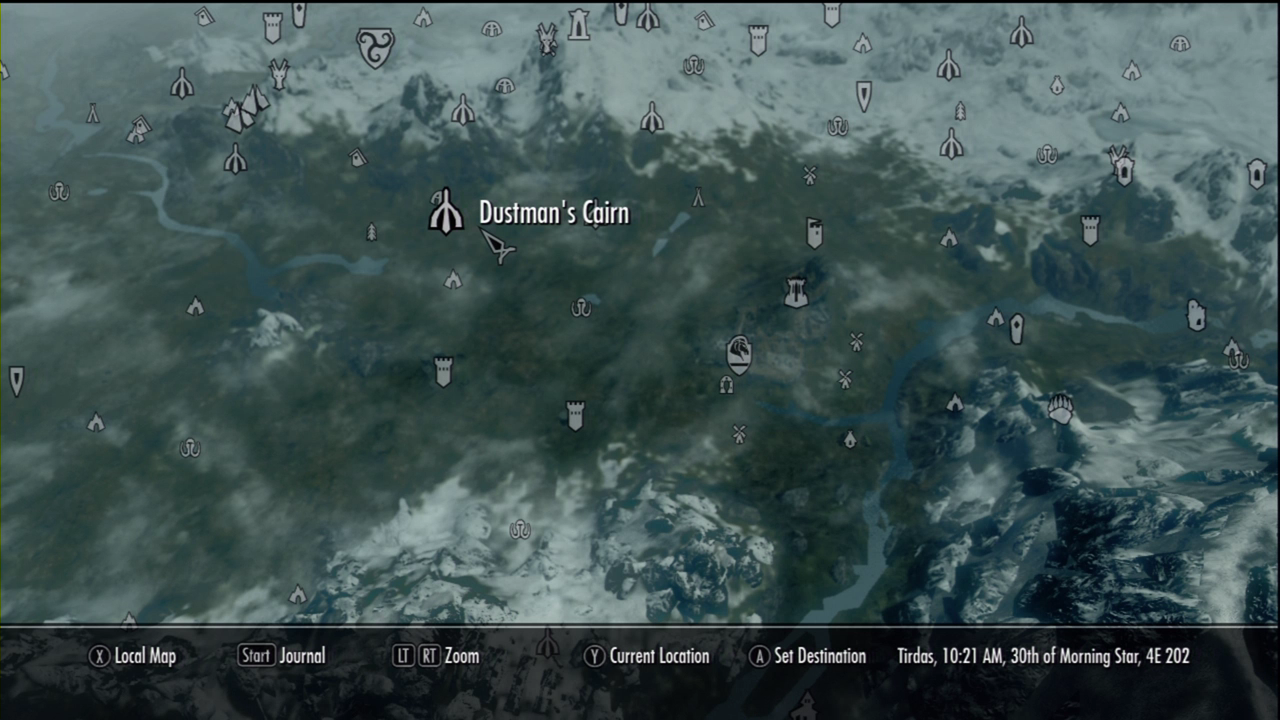 Dustman's Cairn
X Local Map
Start Journal
LT RT Zoom
Y Current Location
A Set Destination
Tirdas, 10:21 AM, 30th of Morning Star, 4E 202